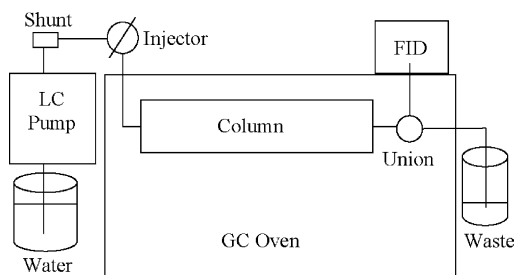 Shunt
Injector
FID
LC
Pump
Column
Union
GC Oven
Water
Waste